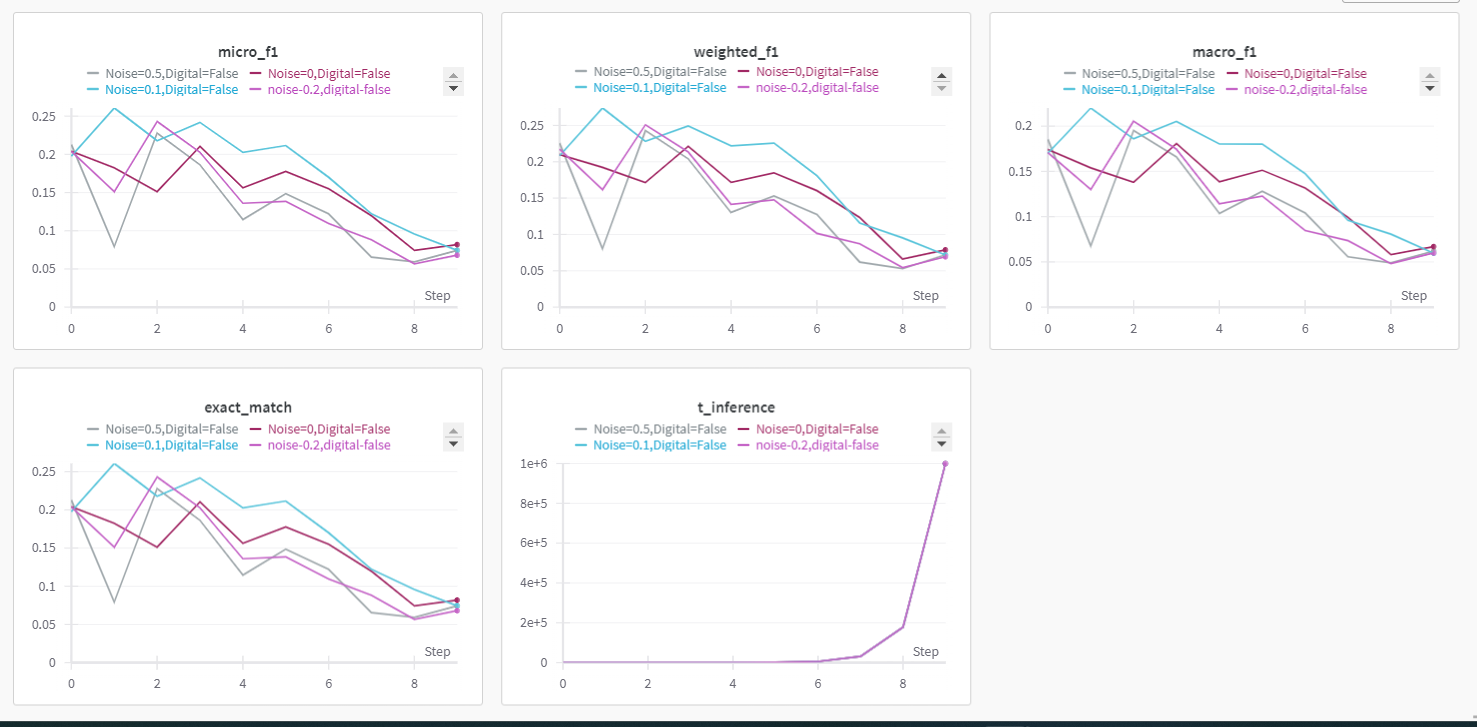 micro_f1
Noise=0.5,Digital=False Noise=0,Digital=False
Noise=0.1,Digital=False noise-0.2,digital-false
0.25
0.2
0.15
0.1
0.05
0
Step
0 2 4 6 8
weighted_f1
Noise=0.5,Digital=False Noise=0,Digital=False
Noise=0.1,Digital=False noise-0.2,digital-false
0.25
0.2
0.15
0.1
0.05
0
Step
0 2 4 6 8
macro_f1
Noise=0.5,Digital=False Noise=0,Digital=False
Noise=0.1,Digital=False noise-0.2,digital-false
0.2
0.15
0.1
0.05
0
Step
0 2 4 6 8
exact_match
Noise=0.5,Digital=False Noise=0,Digital=False
Noise=0.1,Digital=False noise-0.2,digital-false
0.25
0.2
0.15
0.1
0.05
0
Step
0 2 4 6 8
t_inference
Noise=0.5,Digital=False Noise=0,Digital=False
Noise=0.1,Digital=False noise-0.2,digital-false
1e+6
8e+5
6e+5
4e+5
2e+5
0
Step
0 2 4 6 8